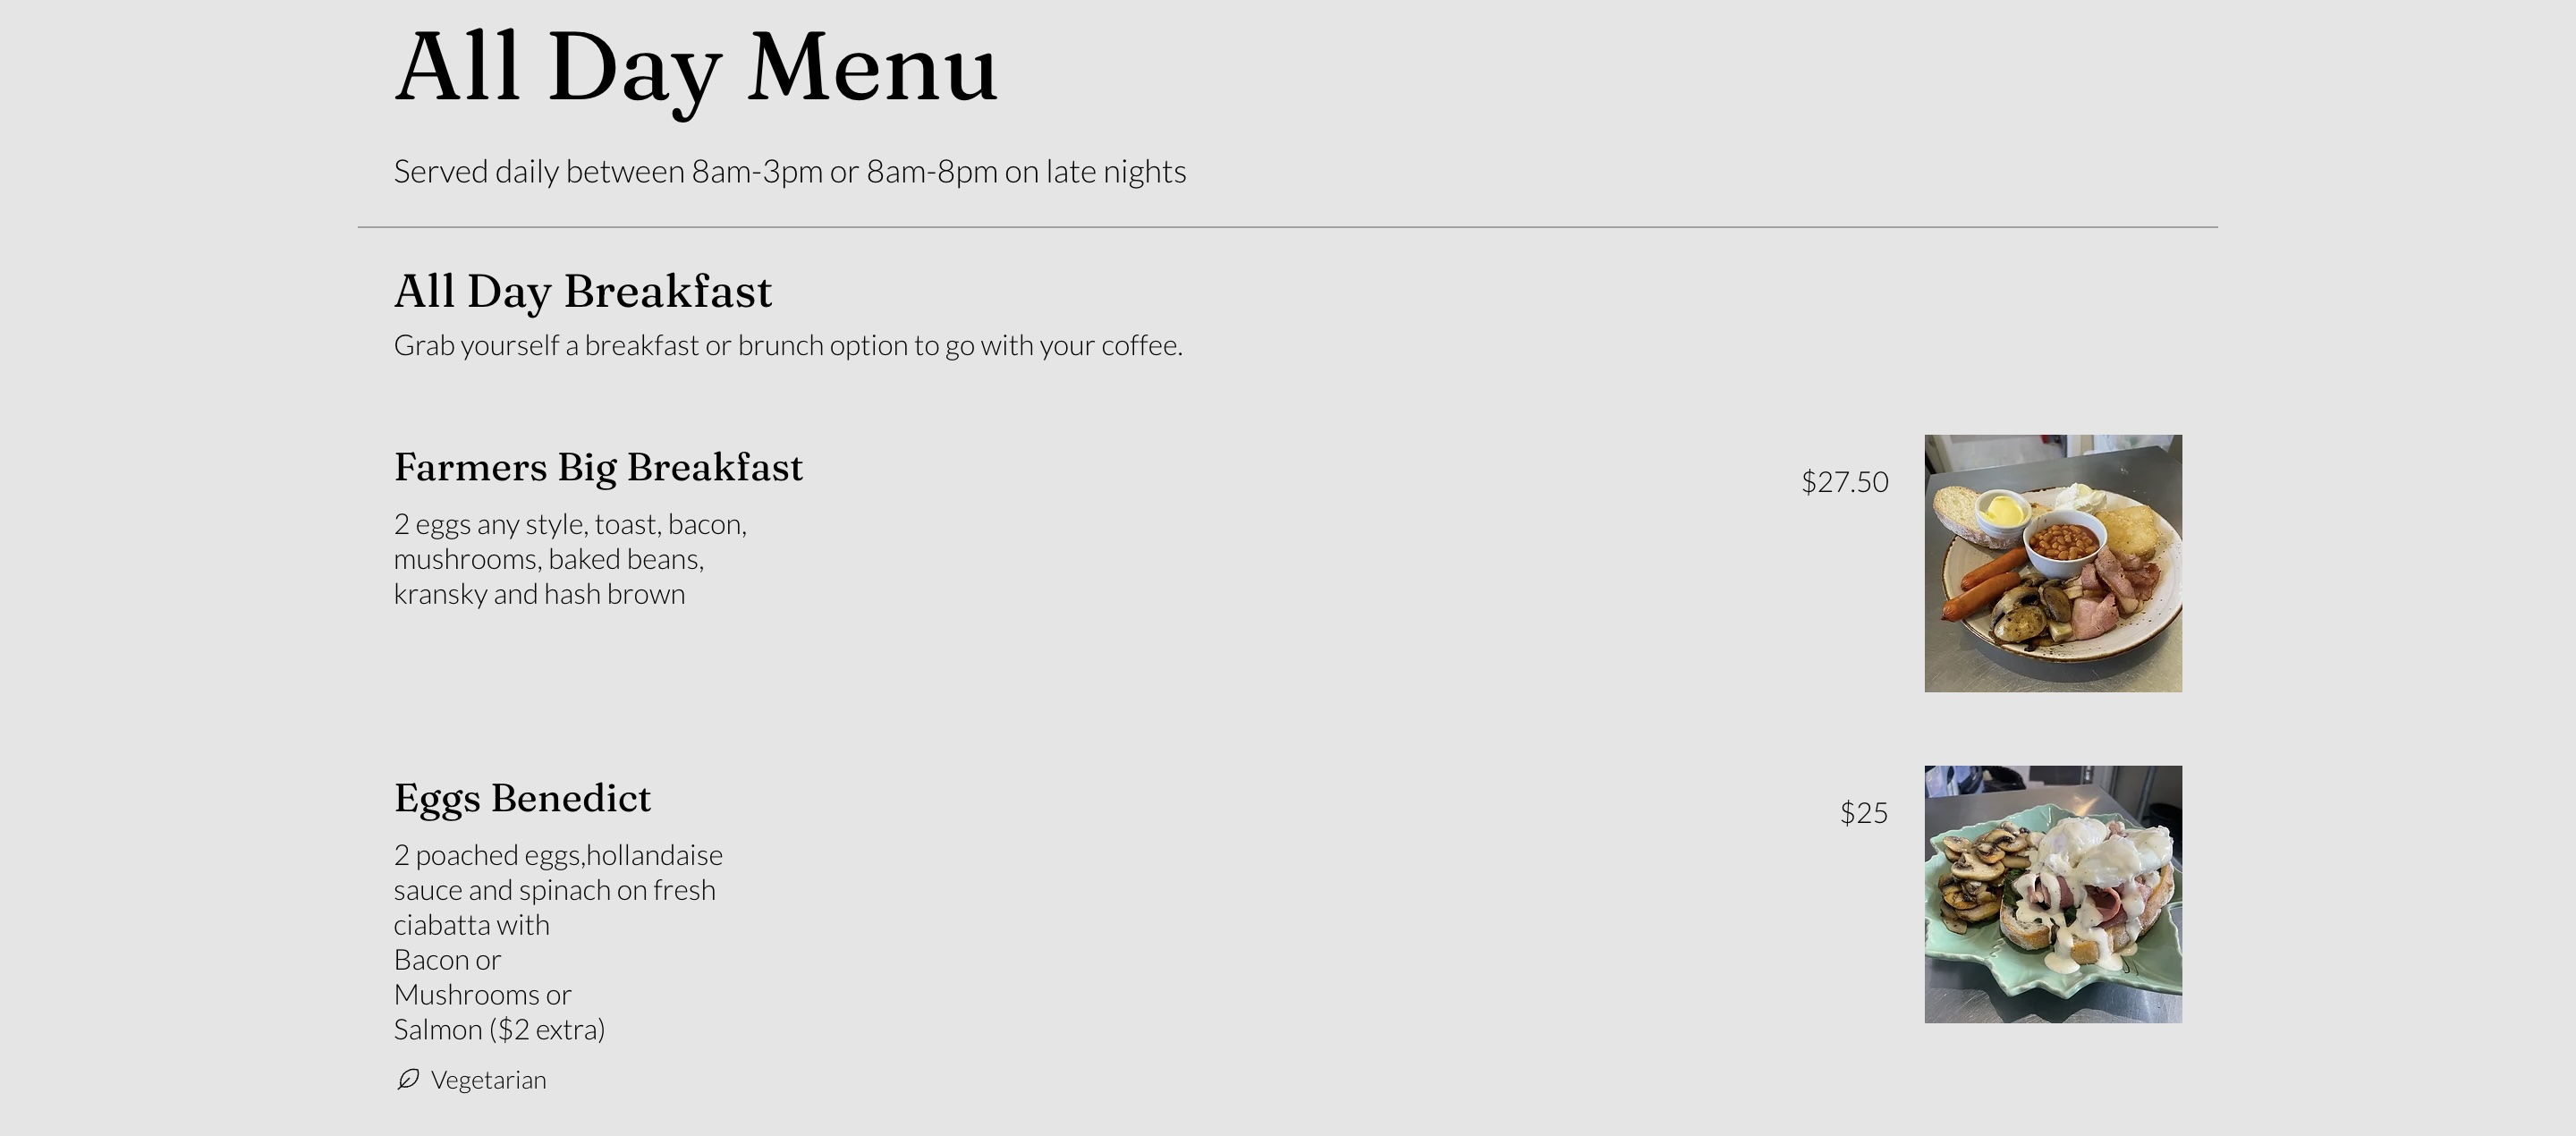 All Day Menu
Served daily between 8am-3pm or 8am-8pm on late nights
All Day Breakfast
Grab yourself a breakfast or brunch option to go with your coffee.
Farmers Big Breakfast
$27.50
2 eggs any style, toast, bacon,
mushrooms, baked beans,
kransky and hash brown
Eggs Benedict
$25
2 poached eggs,hollandaise
sauce and spinach on fresh
ciabatta with
Bacon or
Mushrooms or
Salmon ($2 extra)
Vegetarian